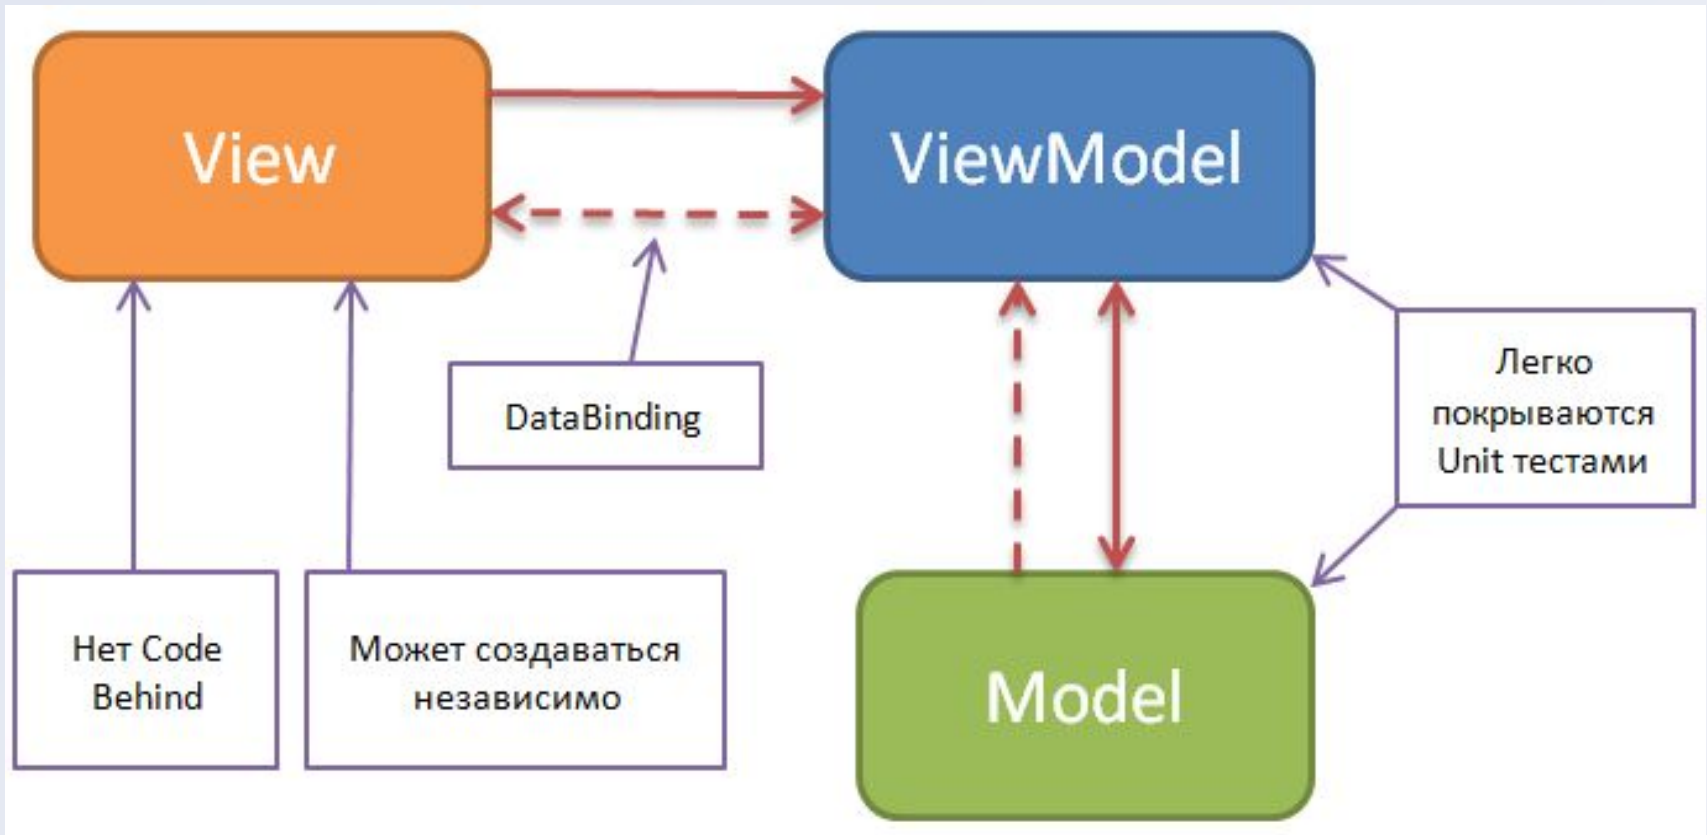 View
ViewModel
DataBinding
Легко
покрываются
Unit тестами
Нет Code
Behind
Может создаваться
независимо
Model